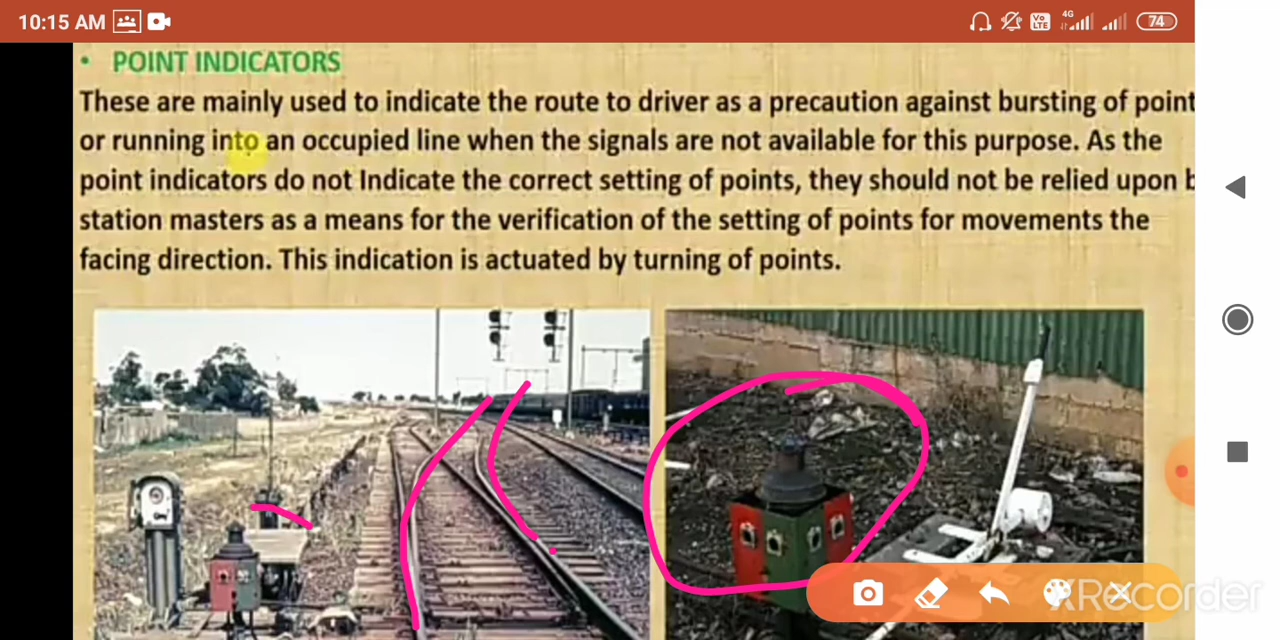 10:15 AM
Vo
LTE
4G
74
• POINT INDICATORS
These are mainly used to indicate the route to driver as a precaution against bursting of point
or running into an occupied line when the signals are not available for this purpose. As the
point indicators do not Indicate the correct setting of points, they should not be relied upon b
station masters as a means for the verification of the setting of points for movements the
facing direction. This indication is actuated by turning of points.
XRecorder